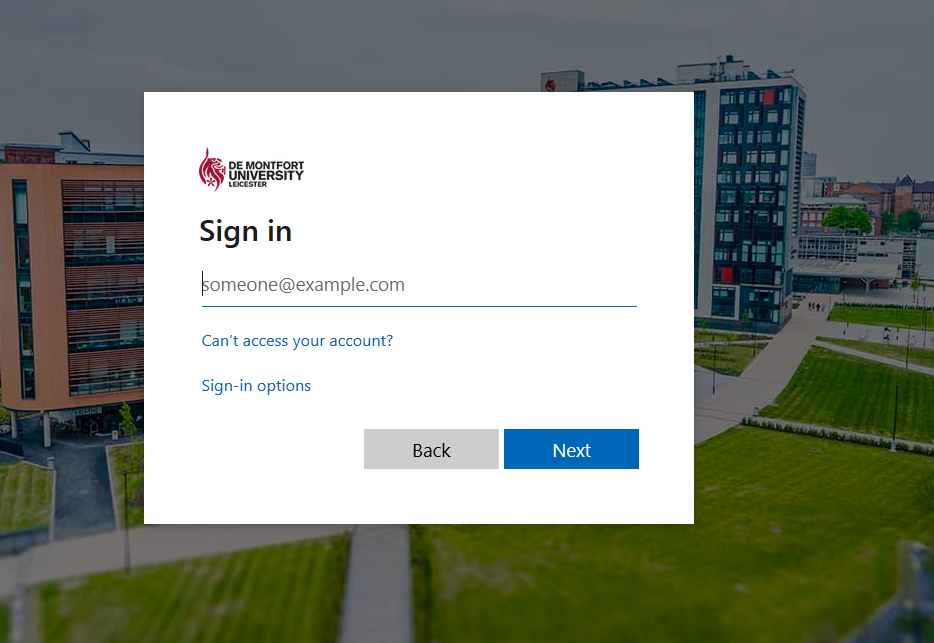 DE MONTFORT
UNIVERSITY
LEICESTER
Sign in
someone@example.com
Can't access your account?
Sign-in options
Back
Next